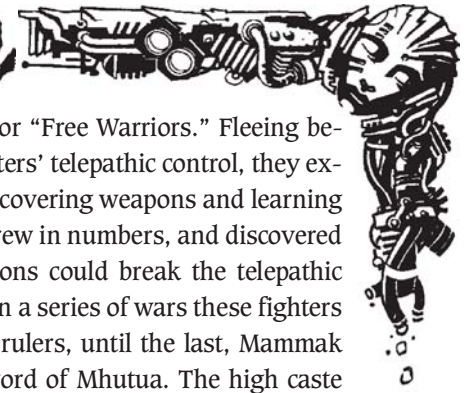 or “Free Warriors.” Fleeing be-
ters’ telepathic control, they ex-
covering weapons and learning
rew in numbers, and discovered
ons could break the telepathic
n a series of wars these fighters
rulers, until the last, Mammak
ord of Mhutua. The high caste